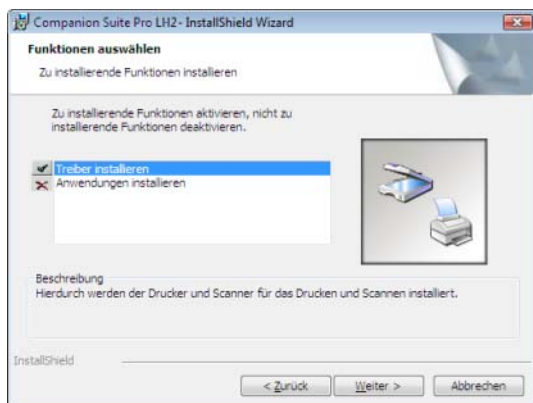 Companion Suite Pro LH2- InstallShield Wizard
Funktionen auswählen
Zu installierende Funktionen installieren
Zu installierende Funktionen aktivieren, nicht zu
installierende Funktionen deaktivieren.
Treiber installieren
Anwendungen installieren
Beschreibung
Hierdurch werden der Drucker und Scanner für das Drucken und Scannen installiert.
InstallShield
< Zurück
Weiter >
Abbrechen